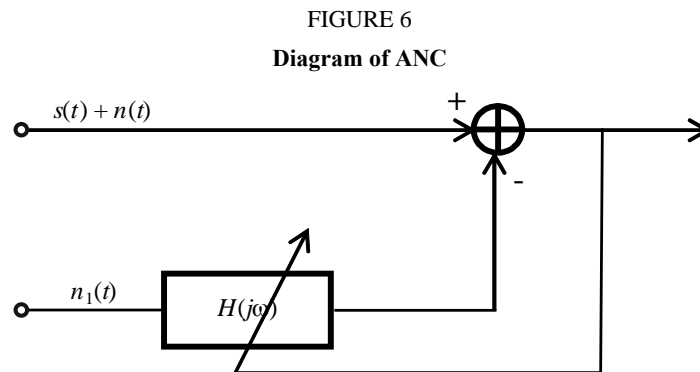 FIGURE 6
Diagram of ANC
s(t) + n(t)
+
-
n₁(t)
H(jω)